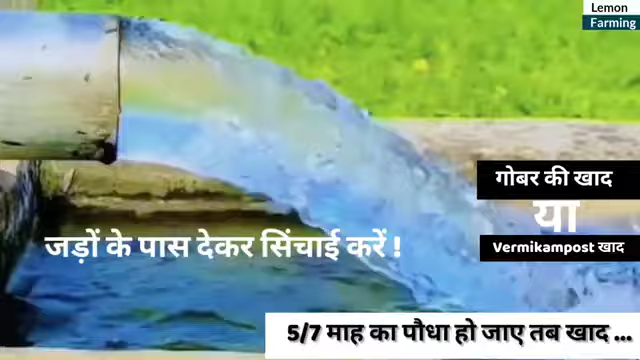 Lemon
Farming
गोबर की खाद
या
Vermikampost खाद
जड़ों के पास देकर सिंचाई करें !
5/7 माह का पौधा हो जाए तब खाद ...